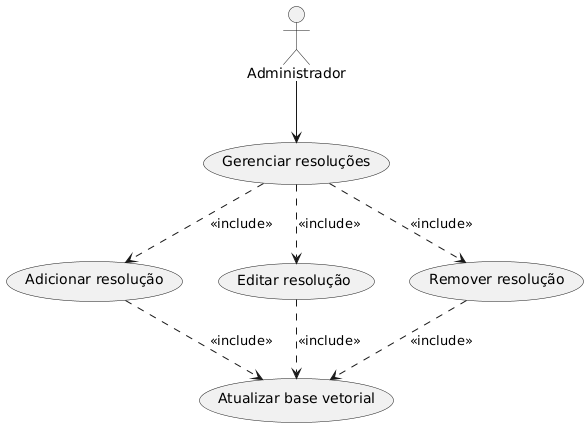 Administrador
Gerenciar resoluções
«include»
«include»
«include»
Adicionar resolução
Editar resolução
Remover resolução
«include»
«include»
«include»
Atualizar base vetorial